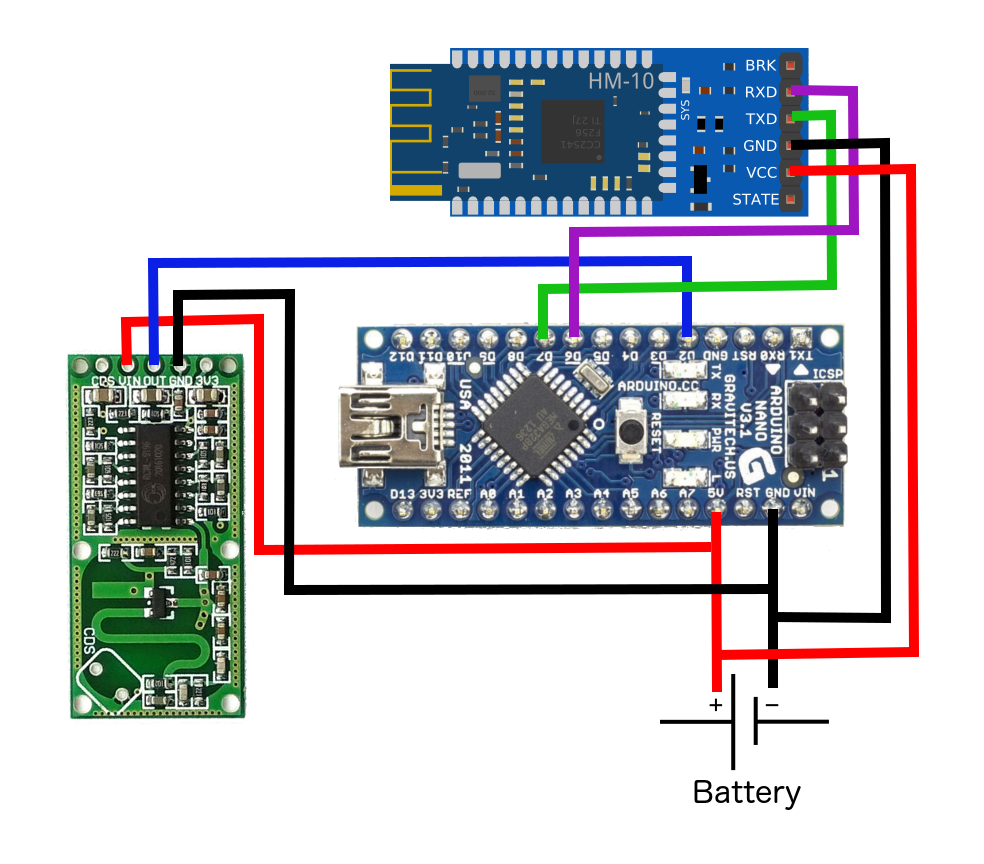 BRK
HM-10
RXD
SYS
TXD
CC2541
F256
TI 27J
GND
VCC
STATE
D12 D11 D10 D9 D8 D7 D6 D5 D4 D3 D2 GND RST RX0 TX1
CDS VIN OUT GND 3V3
ICSP
ARDUINO.CC
TX
RX
PWR
L
RESET
USA 2011
GRAVITECH.US
ARDUINO
NANO
V3.1
G
1
D13 3V3 REF A0 A1 A2 A3 A4 A5 A6 A7 5V RST GND VIN
CDS
+ −
Battery